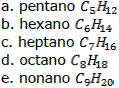 a. pentano C₅H₁₂
b. hexano C₆H₁₄
c. heptano C₇H₁₆
d. octano C₈H₁₈
e. nonano C₉H₂₀.